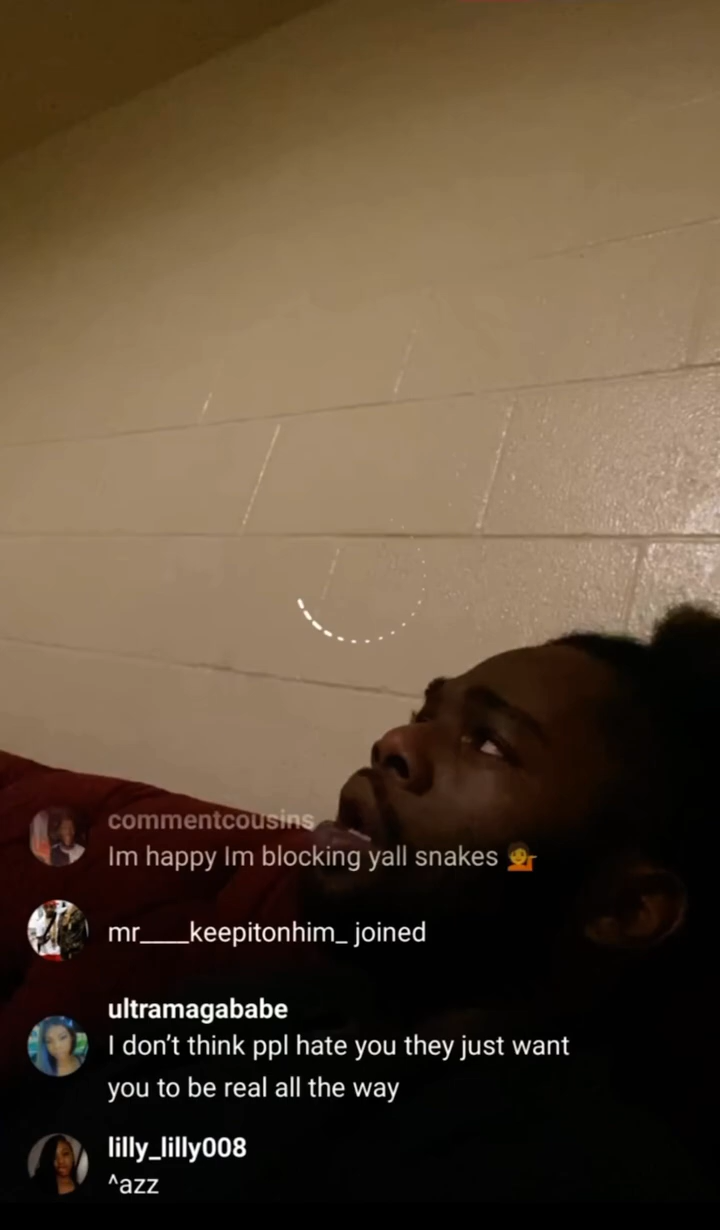 commentcousins
Im happy Im blocking yall snakes 💁
mr____keepitonhim_ joined
ultramagababe
I don't think ppl hate you they just want
you to be real all the way
lilly_lilly008
^azz